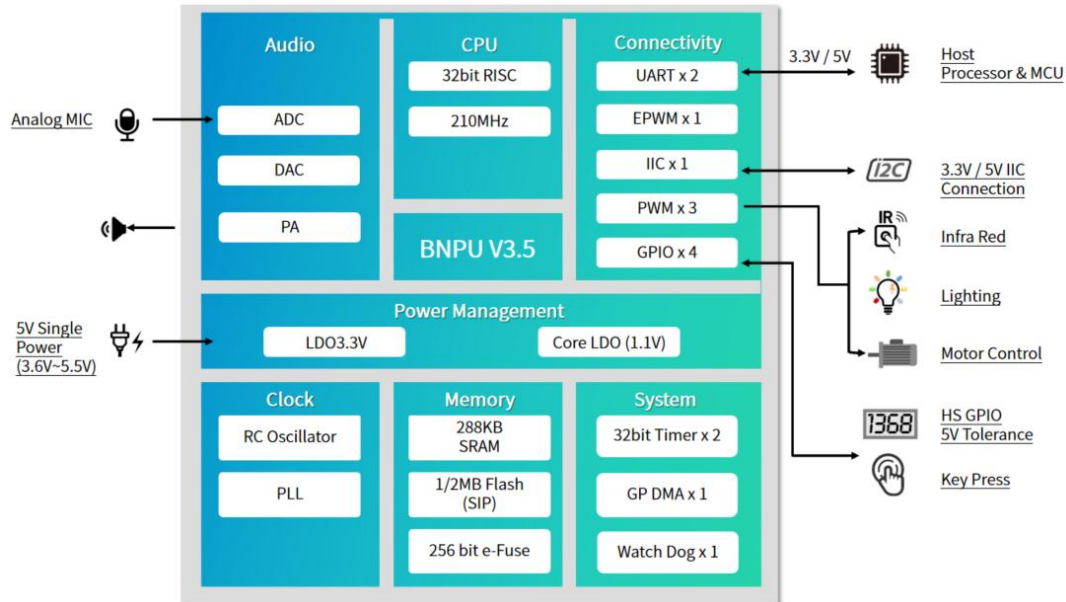 Audio
ADC
DAC
PA
CPU
32bit RISC
210MHz
BNPU V3.5
Connectivity
UART x 2
EPWM x 1
IIC x 1
PWM x 3
GPIO x 4
Power Management
LDO3.3V
Core LDO (1.1V)
Clock
RC Oscillator
PLL
Memory
288KB
SRAM
1/2MB Flash
(SIP)
256 bit e-Fuse
System
32bit Timer x 2
GP DMA x 1
Watch Dog x 1
Analog MIC
5V Single
Power
(3.6V~5.5V)
3.3V / 5V
Host
Processor & MCU
i2C
3.3V / 5V IIC
Connection
IR
Infra Red
Lighting
Motor Control
1368
HS GPIO
5V Tolerance
Key Press